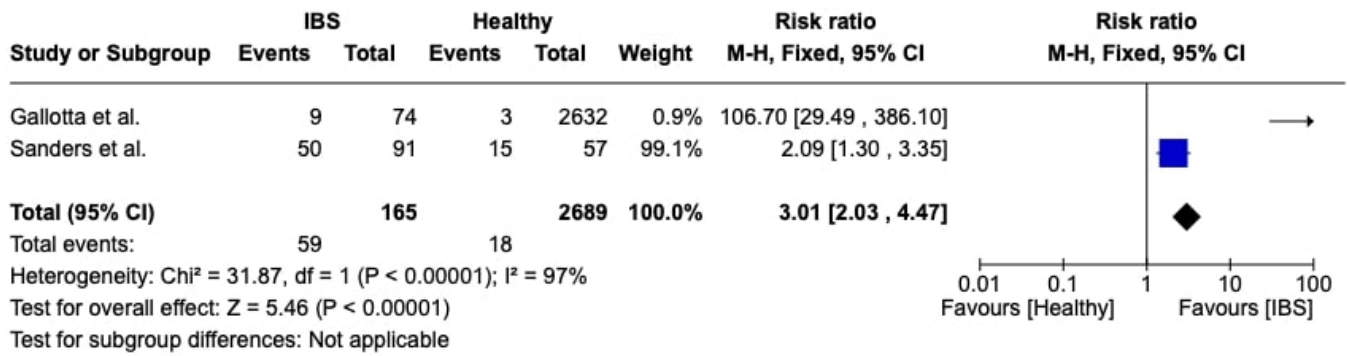 IBS Healthy Risk ratio Risk ratio
Study or Subgroup Events Total Events Total Weight M-H, Fixed, 95% CI M-H, Fixed, 95% CI
Gallotta et al. 9 74 3 2632 0.9% 106.70 [29.49 , 386.10]
Sanders et al. 50 91 15 57 99.1% 2.09 [1.30 , 3.35]
Total (95% CI) 165 2689 100.0% 3.01 [2.03 , 4.47]
Total events: 59 18
Heterogeneity: Chi² = 31.87, df = 1 (P < 0.00001); I² = 97%
0.01 0.1 1 10 100
Test for overall effect: Z = 5.46 (P < 0.00001)
Favours [Healthy] Favours [IBS]
Test for subgroup differences: Not applicable